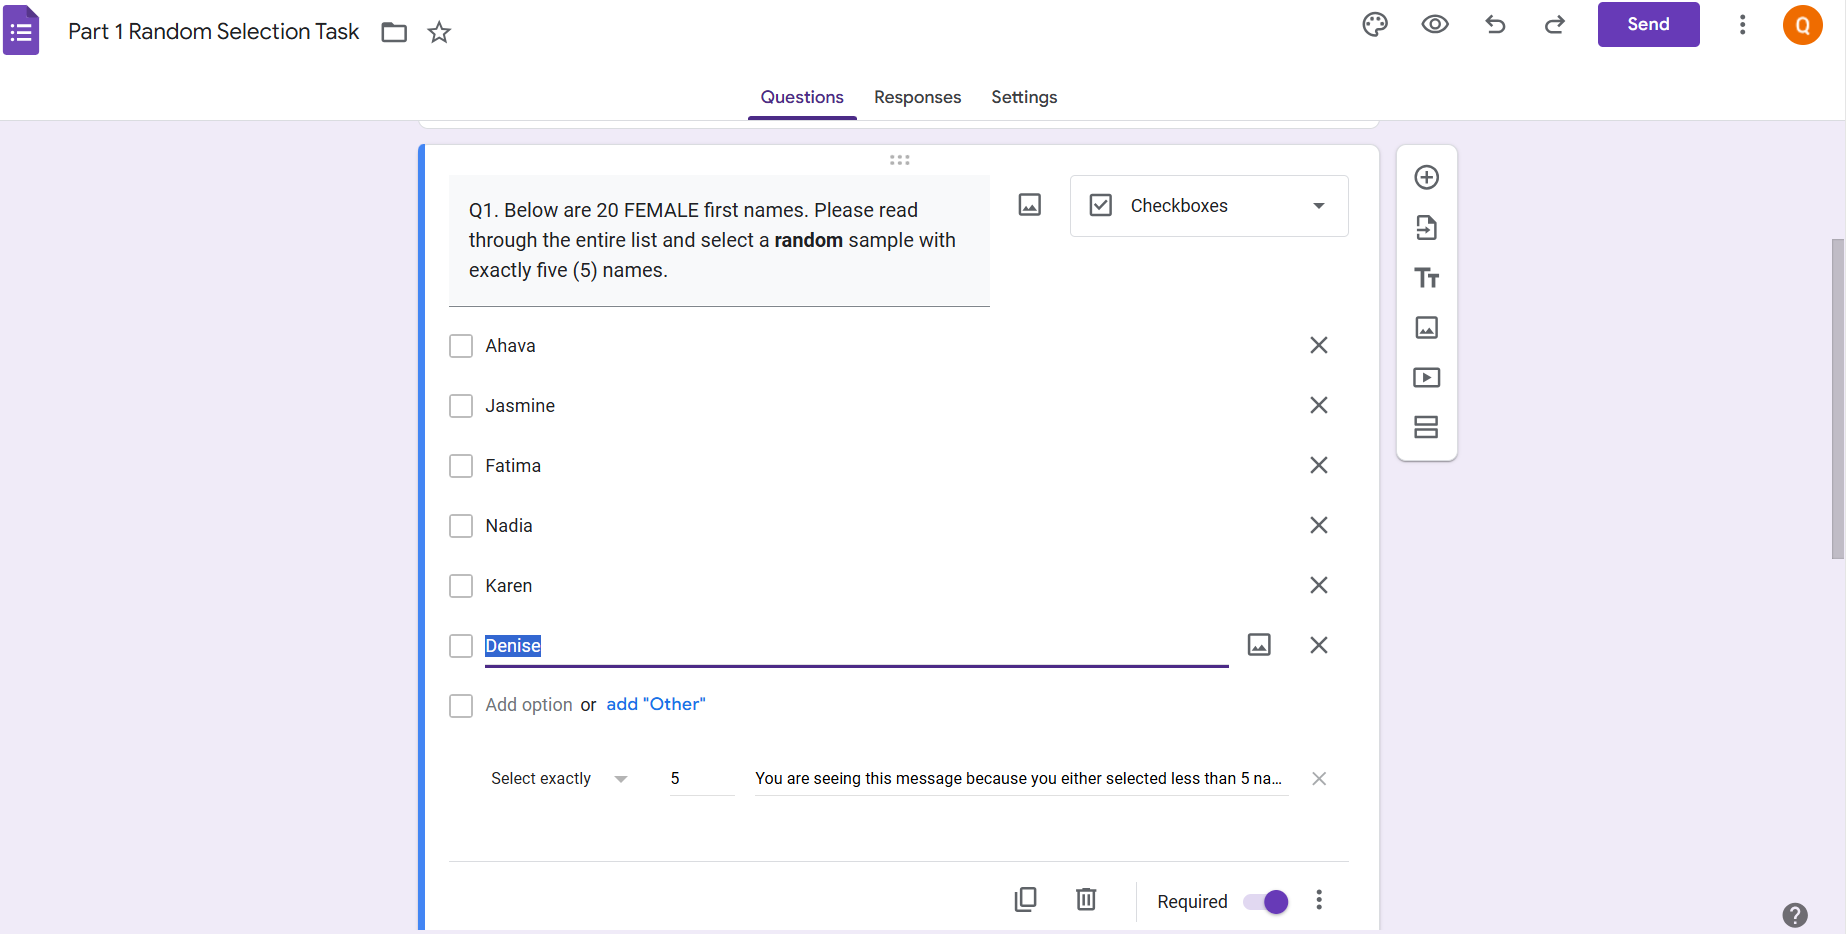 Part 1 Random Selection Task
Send
Q
Questions Responses Settings
Q1. Below are 20 FEMALE first names. Please read
through the entire list and select a random sample with
exactly five (5) names.
Checkboxes
Ahava
Jasmine
Fatima
Nadia
Karen
Denise
Add option or add "Other"
Select exactly 5 You are seeing this message because you either selected less than 5 na...
Required